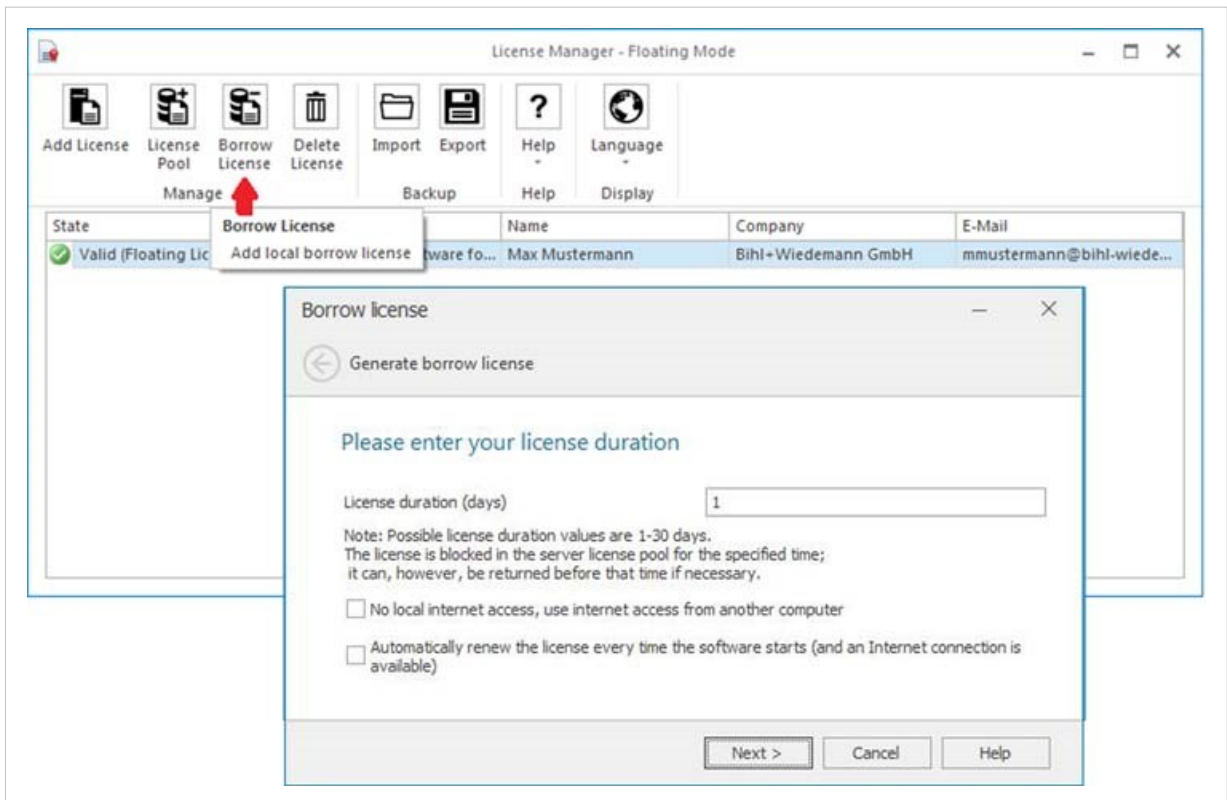 License Manager - Floating Mode
Add License
License Pool
Borrow License
Delete License
Import
Export
?
Help
Language
Manage
Backup
Help
Display
State
Name
Company
E-Mail
Borrow License
Add local borrow license
Valid (Floating Lic
tware fo...
Max Mustermann
Bihl+Wiedemann GmbH
mmustermann@bihl-wiede...
Borrow license
Generate borrow license
Please enter your license duration
License duration (days)
1
Note: Possible license duration values are 1-30 days.
The license is blocked in the server license pool for the specified time;
it can, however, be returned before that time if necessary.
No local internet access, use internet access from another computer
Automatically renew the license every time the software starts (and an Internet connection is
available)
Next >
Cancel
Help